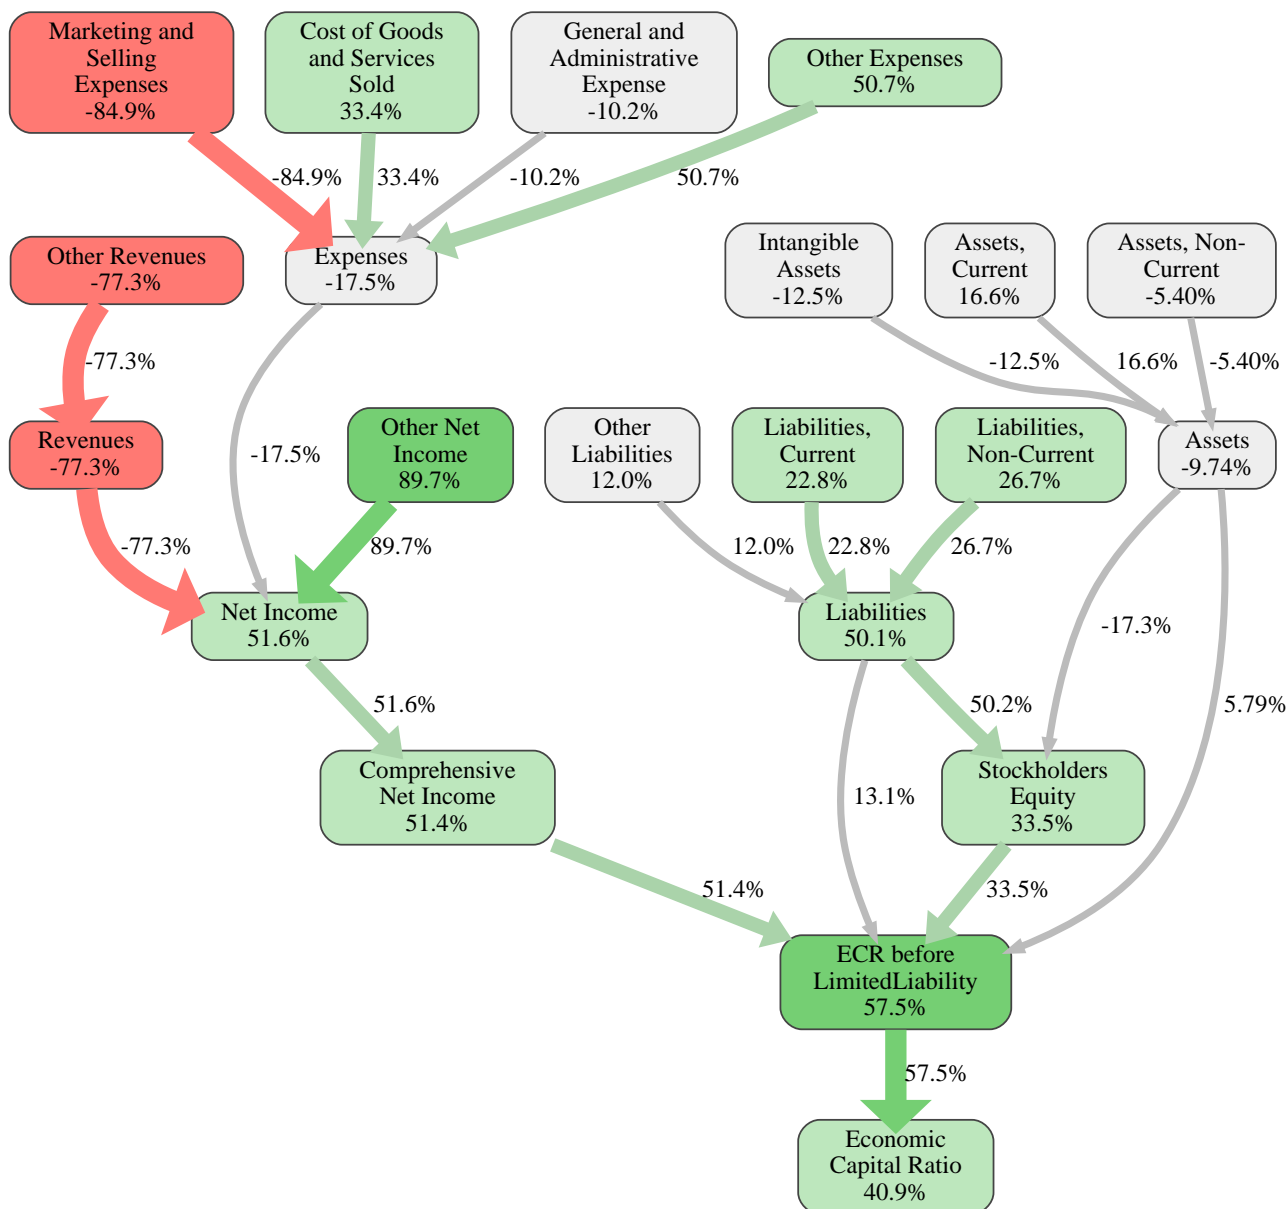 Marketing and
Selling
Expenses
-84.9%
Cost of Goods
and Services
Sold
33.4%
General and
Administrative
Expense
-10.2%
Other Expenses
50.7%
-84.9%
33.4%
-10.2%
50.7%
Other Revenues
-77.3%
Expenses
-17.5%
Intangible
Assets
-12.5%
Assets,
Current
16.6%
Assets, Non-
Current
-5.40%
-77.3%
-12.5%
16.6%
-5.40%
Revenues
-77.3%
-17.5%
Other Net
Income
89.7%
Other
Liabilities
12.0%
Liabilities,
Current
22.8%
Liabilities,
Non-Current
26.7%
Assets
-9.74%
-77.3%
89.7%
12.0%
22.8%
26.7%
Net Income
51.6%
Liabilities
50.1%
-17.3%
51.6%
50.2%
5.79%
Comprehensive
Net Income
51.4%
13.1%
Stockholders
Equity
33.5%
51.4%
33.5%
ECR before
LimitedLiability
57.5%
57.5%
Economic
Capital Ratio
40.9%